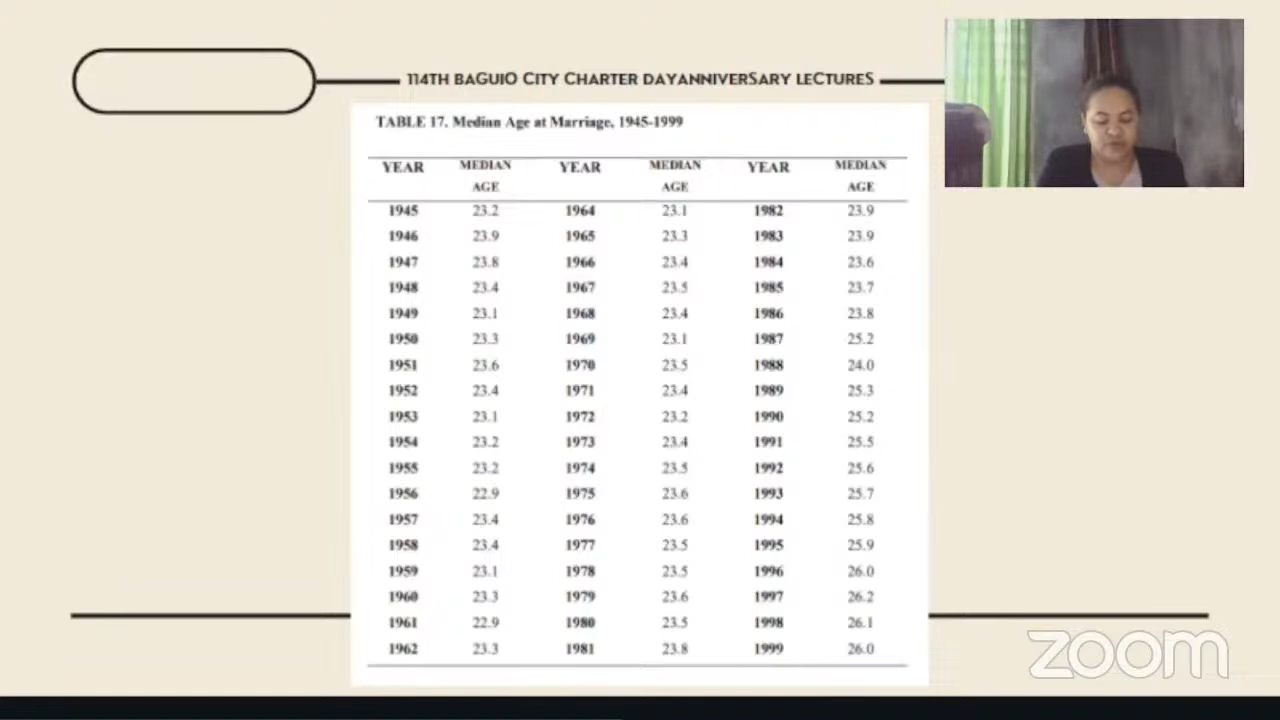 114TH BAGUIO CITY CHARTER DAYANNIVERSARY LECTURES
TABLE 17. Median Age at Marriage, 1945-1999
YEAR MEDIAN AGE YEAR MEDIAN AGE YEAR MEDIAN AGE
1945 23.2 1964 23.1 1982 23.9
1946 23.9 1965 23.3 1983 23.9
1947 23.8 1966 23.4 1984 23.6
1948 23.4 1967 23.5 1985 23.7
1949 23.1 1968 23.4 1986 23.8
1950 23.3 1969 23.1 1987 25.2
1951 23.6 1970 23.5 1988 24.0
1952 23.4 1971 23.4 1989 25.3
1953 23.1 1972 23.2 1990 25.2
1954 23.2 1973 23.4 1991 25.5
1955 23.2 1974 23.5 1992 25.6
1956 22.9 1975 23.6 1993 25.7
1957 23.4 1976 23.6 1994 25.8
1958 23.4 1977 23.5 1995 25.9
1959 23.1 1978 23.5 1996 26.0
1960 23.3 1979 23.6 1997 26.2
1961 22.9 1980 23.5 1998 26.1
1962 23.3 1981 23.8 1999 26.0
zoom